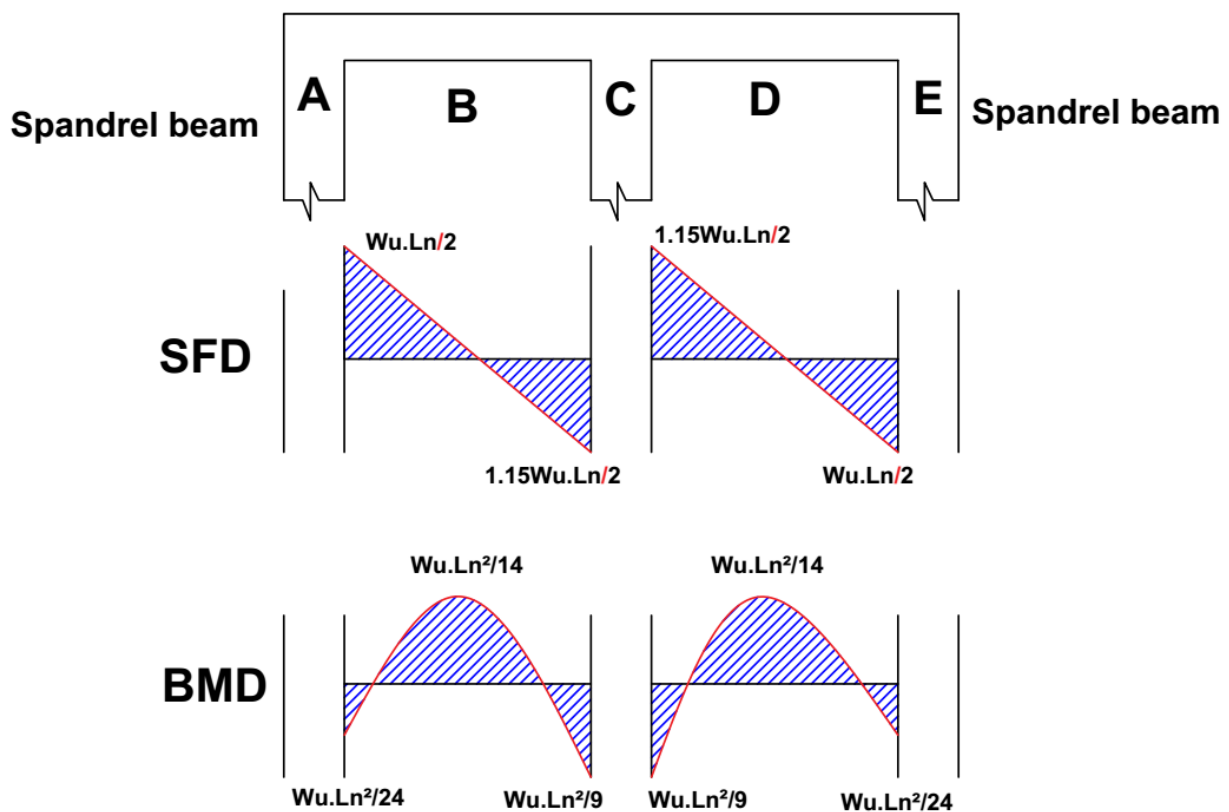 A
B
C
D
E
Spandrel beam
Spandrel beam
Wu.Ln/2
1.15Wu.Ln/2
SFD
1.15Wu.Ln/2
Wu.Ln/2
Wu.Ln²/14
Wu.Ln²/14
BMD
Wu.Ln²/24
Wu.Ln²/9
Wu.Ln²/9
Wu.Ln²/24